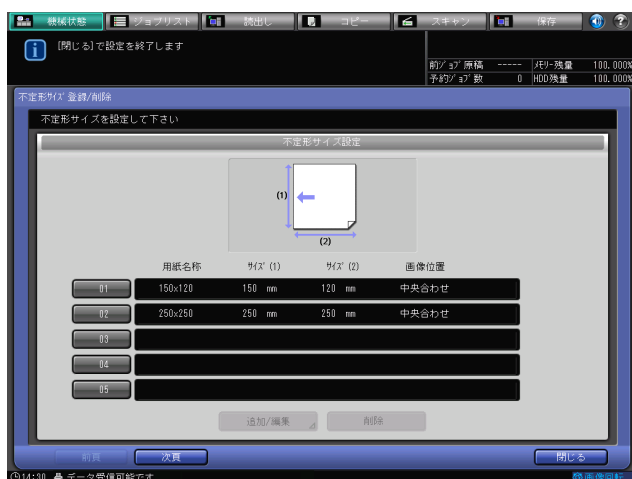 機械状態 ジョブリスト 読出し コピー スキャン 保存
[閉じる]で設定を終了します
前ｼﾞｮﾌﾞ原稿 ----- ﾒﾓﾘｰ残量 100.000%
予約ｼﾞｮﾌﾞ数 0 HDD残量 100.000%
不定形ｻｲｽﾞ登録/削除
不定形サイズを設定して下さい
不定形サイズ設定
(1)
(2)
用紙名称 ｻｲｽﾞ(1) ｻｲｽﾞ(2) 画像位置
01 150x120 150 mm 120 mm 中央合わせ
02 250x250 250 mm 250 mm 中央合わせ
03
04
05
追加/編集 削除
前頁 次頁 閉じる
14:30 データ受信可能です 画像回転